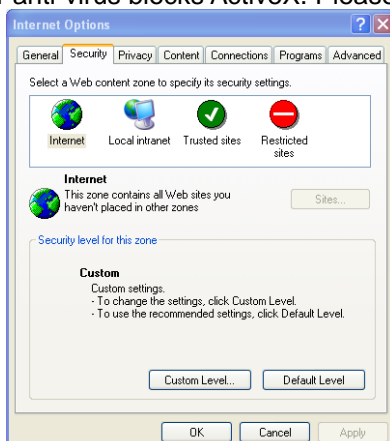 anti-virus blocks ActiveX. Please
Internet Options
General Security Privacy Content Connections Programs Advanced
Select a Web content zone to specify its security settings.
Internet Local intranet Trusted sites Restricted sites
Internet
This zone contains all Web sites you
haven't placed in other zones
Sites...
Security level for this zone
Custom
Custom settings.
- To change the settings, click Custom Level.
- To use the recommended settings, click Default Level.
Custom Level... Default Level
OK Cancel Apply